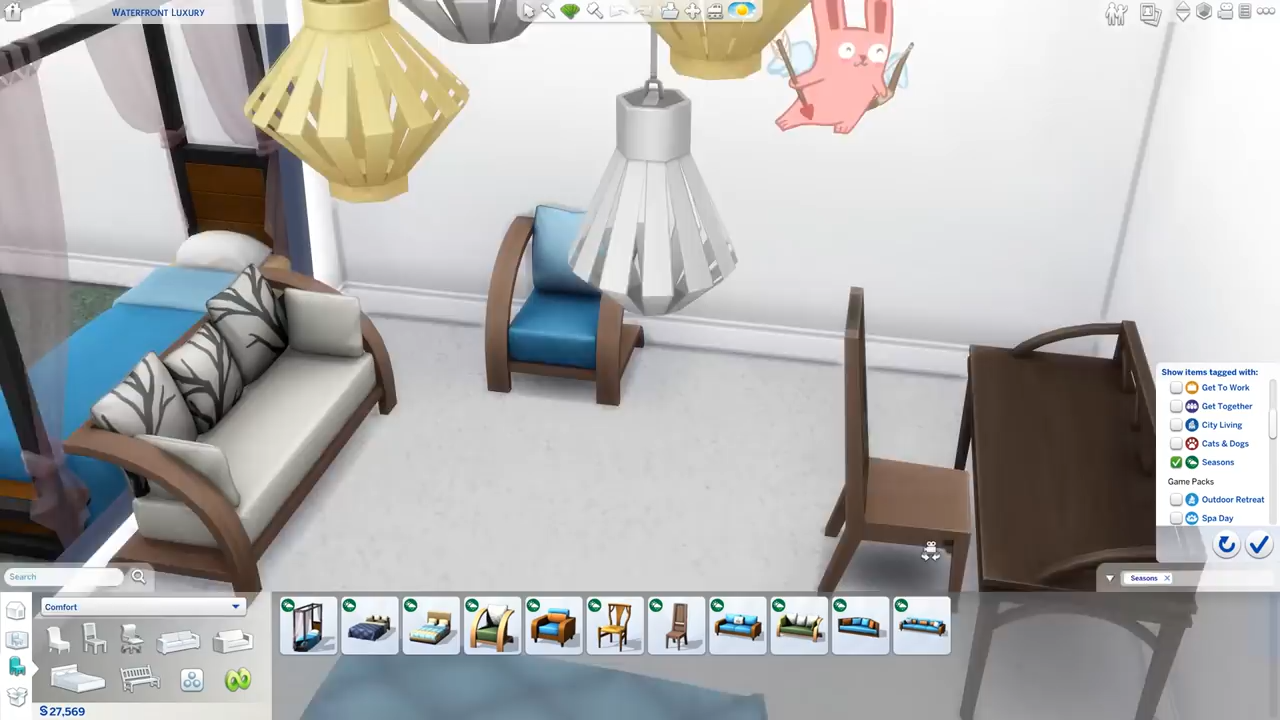 WATERFRONT LUXURY
Show items tagged with:
Get To Work
Get Together
City Living
Cats & Dogs
Seasons
Game Packs
Outdoor Retreat
Spa Day
Search
Seasons
Comfort
§27,569